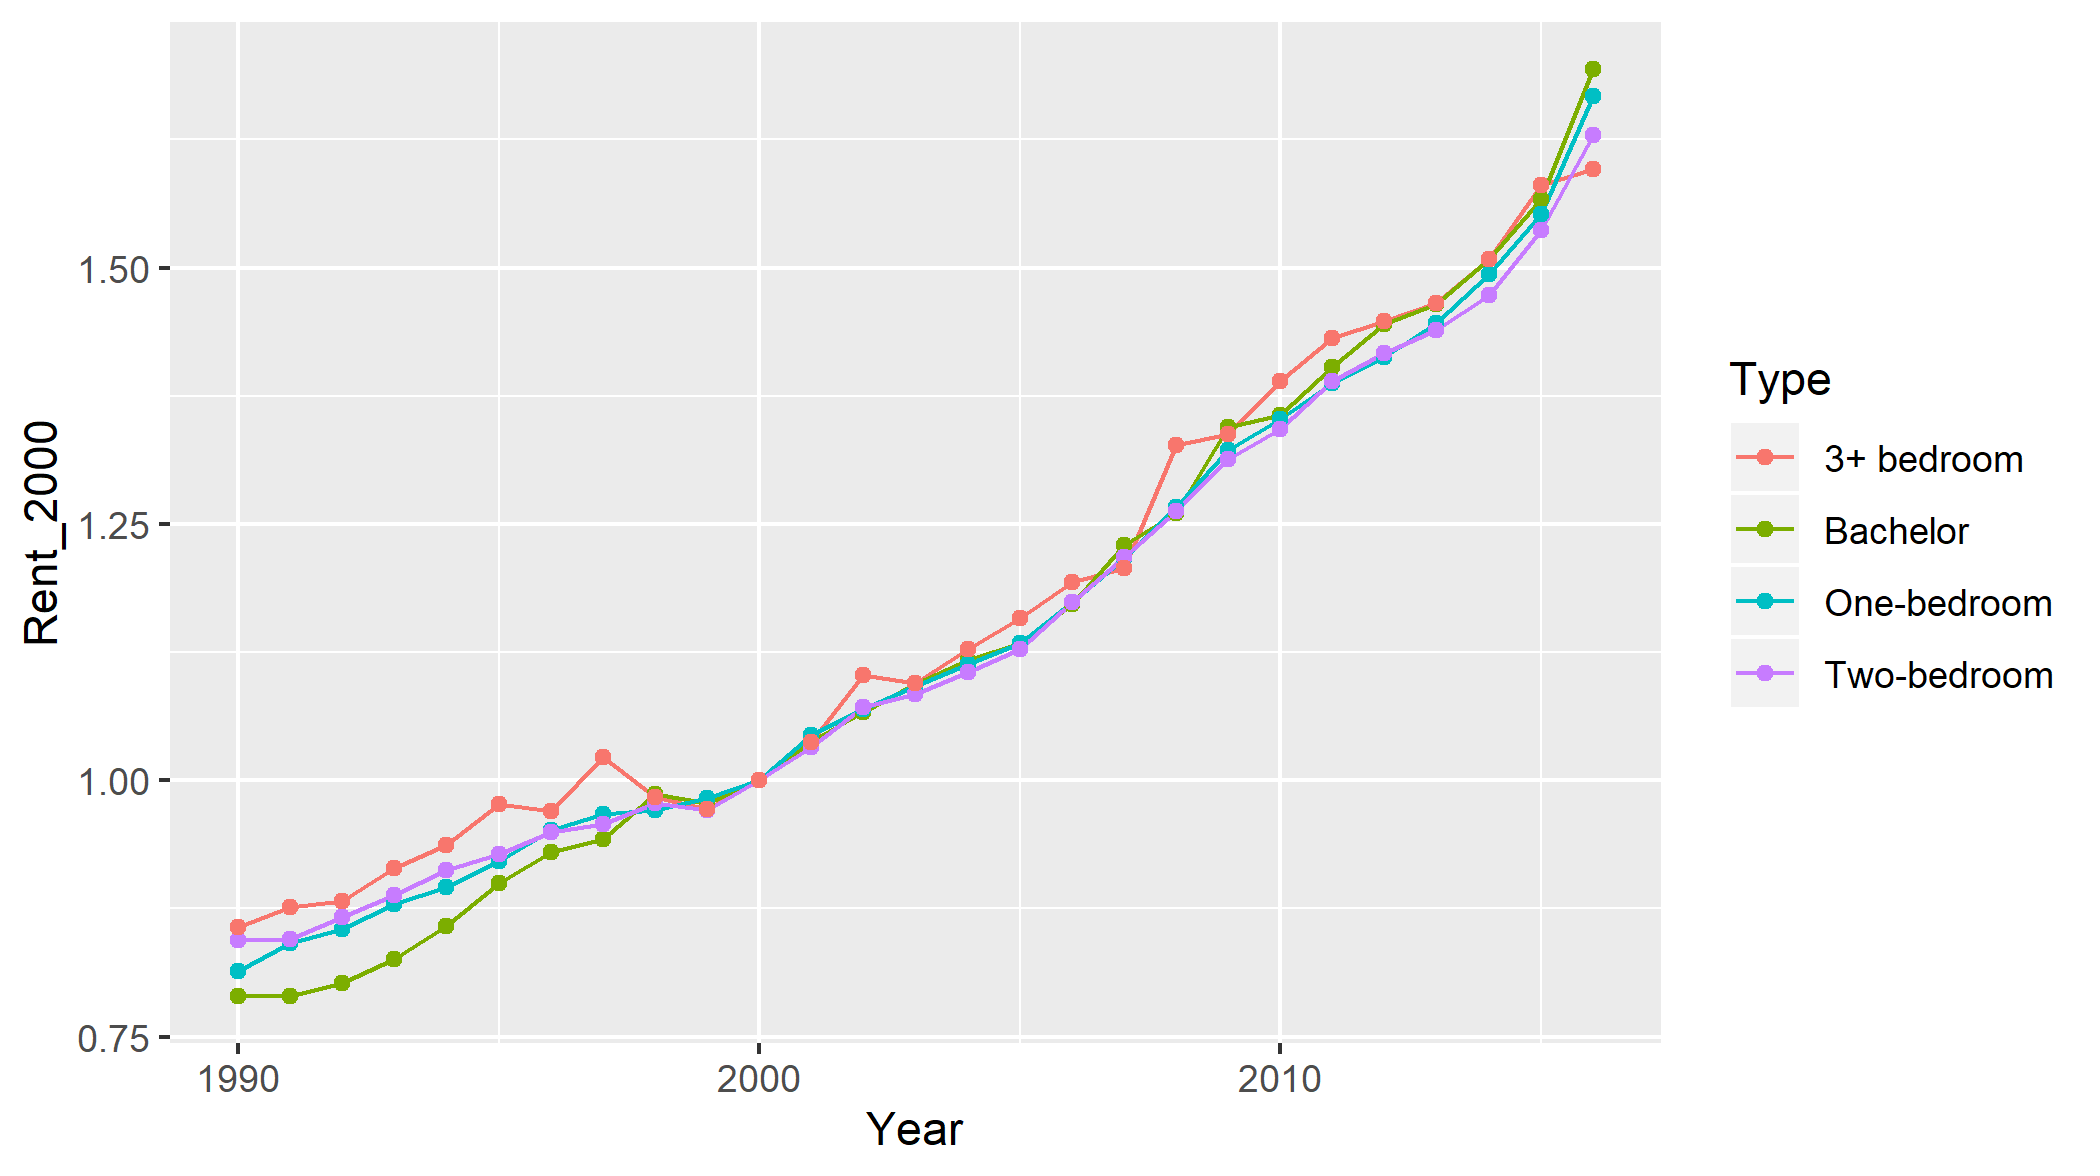 Rent_2000
1.50
1.25
1.00
0.75
1990
2000
2010
Year
Type
3+ bedroom
Bachelor
One-bedroom
Two-bedroom